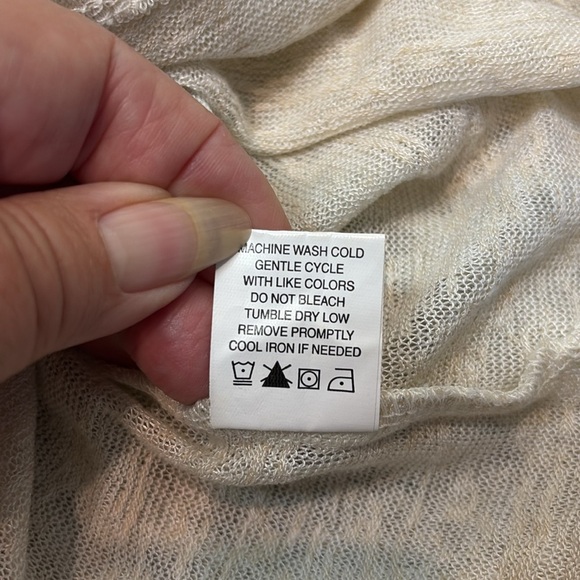 MACHINE WASH COLD
GENTLE CYCLE
WITH LIKE COLORS
DO NOT BLEACH
TUMBLE DRY LOW
REMOVE PROMPTLY
COOL IRON IF NEEDED